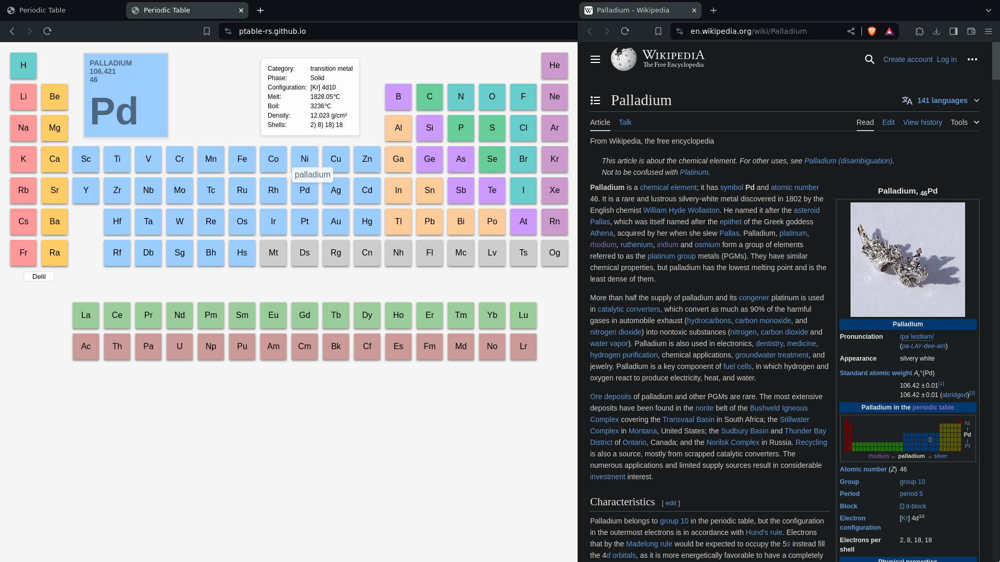 Periodic Table
Periodic Table
ptable-rs.github.io
H
PALLADIUM
106.421
46
Pd
Category: transition metal
Phase: Solid
Configuration: [Kr] 4d10
Melt: 1828.05℃
Boil: 3236℃
Density: 12.023 g/cm³
Shells: 2) 8) 18) 18
He
Li Be B C N O F Ne
Na Mg Al Si P S Cl Ar
K Ca Sc Ti V Cr Mn Fe Co Ni Cu Zn Ga Ge As Se Br Kr
palladium
Rb Sr Y Zr Nb Mo Tc Ru Rh Pd Ag Cd In Sn Sb Te I Xe
Cs Ba Hf Ta W Re Os Ir Pt Au Hg Tl Pb Bi Po At Rn
Fr Ra Rf Db Sg Bh Hs Mt Ds Rg Cn Nh Fl Mc Lv Ts Og
Delil
La Ce Pr Nd Pm Sm Eu Gd Tb Dy Ho Er Tm Yb Lu
Ac Th Pa U Np Pu Am Cm Bk Cf Es Fm Md No Lr
W Palladium - Wikipedia
en.wikipedia.org/wiki/Palladium
WIKIPEDIA
The Free Encyclopedia
Create account Log in
Palladium
141 languages
Article Talk Read Edit View history Tools
From Wikipedia, the free encyclopedia
This article is about the chemical element. For other uses, see Palladium (disambiguation).
Not to be confused with Platinum.
Palladium is a chemical element; it has symbol Pd and atomic number
46. It is a rare and lustrous silvery-white metal discovered in 1802 by the
English chemist William Hyde Wollaston. He named it after the asteroid
Pallas, which was itself named after the epithet of the Greek goddess
Athena, acquired by her when she slew Pallas. Palladium, platinum,
rhodium, ruthenium, iridium and osmium form a group of elements
referred to as the platinum group metals (PGMs). They have similar
chemical properties, but palladium has the lowest melting point and is the
least dense of them.
More than half the supply of palladium and its congener platinum is used
in catalytic converters, which convert as much as 90% of the harmful
gases in automobile exhaust (hydrocarbons, carbon monoxide, and
nitrogen dioxide) into nontoxic substances (nitrogen, carbon dioxide and
water vapor). Palladium is also used in electronics, dentistry, medicine,
hydrogen purification, chemical applications, groundwater treatment, and
jewelry. Palladium is a key component of fuel cells, in which hydrogen and
oxygen react to produce electricity, heat, and water.
Ore deposits of palladium and other PGMs are rare. The most extensive
deposits have been found in the norite belt of the Bushveld Igneous
Complex covering the Transvaal Basin in South Africa; the Stillwater
Complex in Montana, United States; the Sudbury Basin and Thunder Bay
District of Ontario, Canada; and the Norilsk Complex in Russia. Recycling
is also a source, mostly from scrapped catalytic converters. The
numerous applications and limited supply sources result in considerable
investment interest.
Characteristics [ edit ]
Palladium belongs to group 10 in the periodic table, but the configuration
in the outermost electrons is in accordance with Hund's rule. Electrons
that by the Madelung rule would be expected to occupy the 5s instead fill
the 4d orbitals, as it is more energetically favorable to have a completely
Palladium, 46Pd
Palladium
Pronunciation /pəˈleɪdiəm/
(pə-LAY-dee-əm)
Appearance silvery white
Standard atomic weight Ar°(Pd)
106.42 ± 0.01[1]
106.42 ± 0.01 (abridged)[2]
Palladium in the periodic table
Ni
↑
Pd
↓
Pt
rhodium ← palladium → silver
Atomic number (Z) 46
Group group 10
Period period 5
Block d-block
Electron configuration [Kr] 4d10
Electrons per shell 2, 8, 18, 18
Physical properties